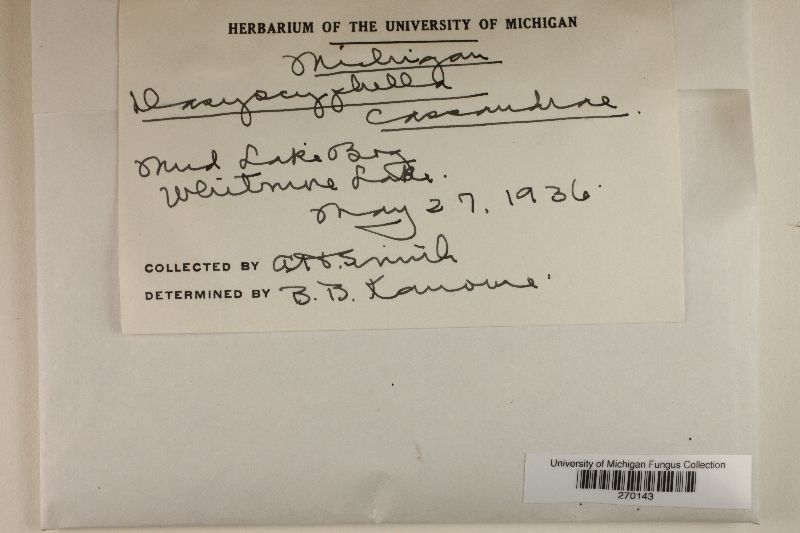 HERBARIUM OF THE UNIVERSITY OF MICHIGAN
Michigan
Dasyscyphella
Cassandrae.
Mud Lake Bog
Whitmore Lake.
May 27, 1936.
COLLECTED BY A.H. Smith
DETERMINED BY B. B. Kanouse
University of Michigan Fungus Collection
270143